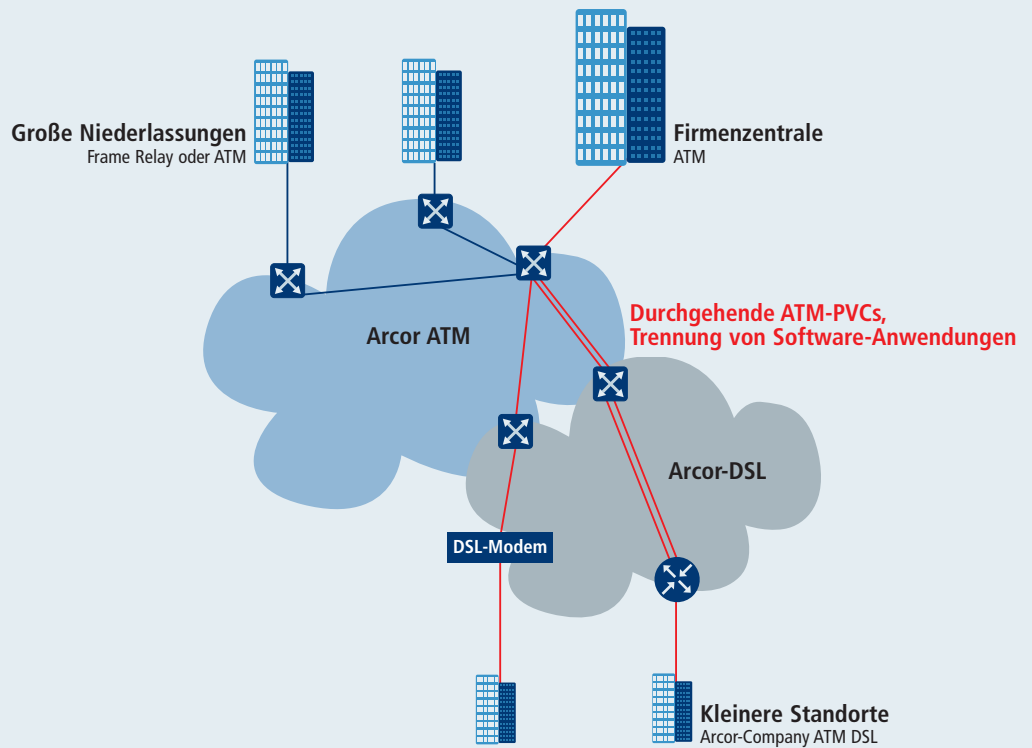 Große Niederlassungen
Frame Relay oder ATM
Firmenzentrale
ATM
Durchgehende ATM-PVCs,
Trennung von Software-Anwendungen
Arcor ATM
Arcor-DSL
DSL-Modem
Kleinere Standorte
Arcor-Company ATM DSL